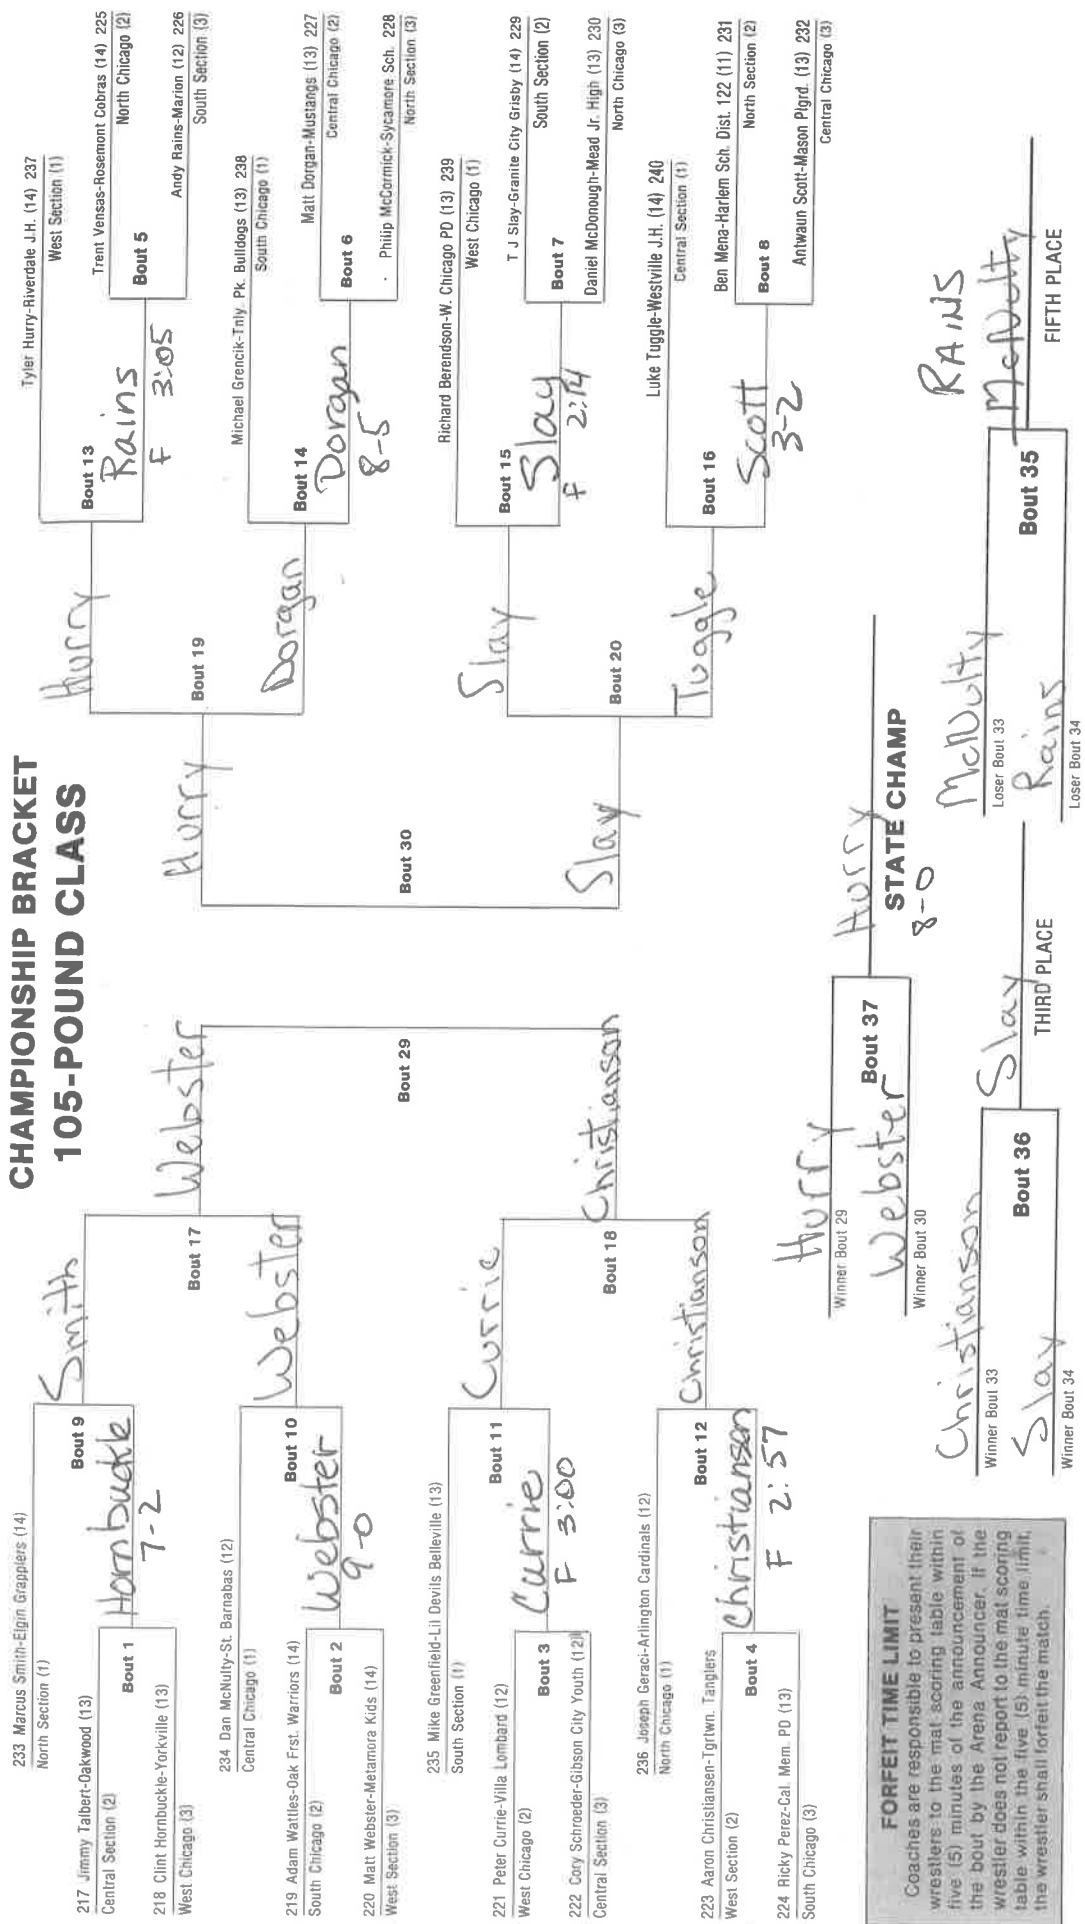 CHAMPIONSHIP BRACKET
105-POUND CLASS
233 Marcus Smith-Elgin Grapplers (14)
North Section (1)
Smith
Bout 9
217 Jimmy Talbert-Oakwood (13)
Central Section (2)
Hornbuckle
Bout 1
7-2
218 Clint Hornbuckle-Yorkville (13)
West Chicago (3)
Bout 17
Webster
234 Dan McNulty-St. Barnabas (12)
Central Chicago (1)
Webster
Bout 10
219 Adam Wattles-Oak Frst. Warriors (14)
South Chicago (2)
Webster
Bout 2
9-0
220 Matt Webster-Metamora Kids (14)
West Section (3)
Bout 29
235 Mike Greenfield-Lil Devils Belleville (13)
South Section (1)
Currie
Bout 11
221 Peter Currie-Villa Lombard (12)
West Chicago (2)
Currie
Bout 3
F 3:00
222 Cory Schroeder-Gibson City Youth (12)
Central Section (3)
Bout 18
Christianson
236 Joseph Geraci-Arlington Cardinals (12)
North Chicago (1)
Christianson
Bout 12
223 Aaron Christiansen-Tgrtwn. Tanglers
West Section (2)
Christianson
Bout 4
F 2:57
224 Ricky Perez-Cal. Mem. PD (13)
South Chicago (3)
Tyler Hurry-Riverdale J.H. (14) 237
West Section (1)
Hurry
Bout 13
Trent Vensas-Rosemont Cobras (14) 225
North Chicago (2)
Rains
Bout 5
F 3:05
Andy Rains-Marion (12) 226
South Section (3)
Hurry
Bout 19
Michael Grencik-Tnly. Pk. Bulldogs (13) 238
South Chicago (1)
Dorgan
Bout 14
Matt Dorgan-Mustangs (13) 227
Central Chicago (2)
Dorgan
Bout 6
8-5
Philip McCormick-Sycamore Sch. 228
North Section (3)
Bout 30
Richard Berendson-W. Chicago PD (13) 239
West Chicago (1)
Slay
Bout 15
T J Slay-Granite City Grisby (14) 229
South Section (2)
Slay
Bout 7
F 2:14
Daniel McDonough-Mead Jr. High (13) 230
North Chicago (3)
Slay
Bout 20
Luke Tuggle-Westville J.H. (14) 240
Central Section (1)
Tuggle
Bout 16
Ben Mena-Harlem Sch. Dist. 122 (11) 231
North Section (2)
Scott
Bout 8
3-2
Antwaun Scott-Mason Plgrd. (13) 232
Central Chicago (3)
Hurry
Winner Bout 29
Bout 37
Webster
Winner Bout 30
Hurry
STATE CHAMP
8-0
Christianson
Winner Bout 33
Bout 36
Slay
Winner Bout 34
Slay
THIRD PLACE
McNulty
Loser Bout 33
Bout 35
Rains
Loser Bout 34
RAINS
McNulty
FIFTH PLACE
FORFEIT TIME LIMIT
Coaches are responsible to present their
wrestlers to the mat scoring table within
five (5) minutes of the announcement of
the bout by the Arena Announcer. If the
wrestler does not report to the mat scoring
table within the five (5) minute time limit,
the wrestler shall forfeit the match.